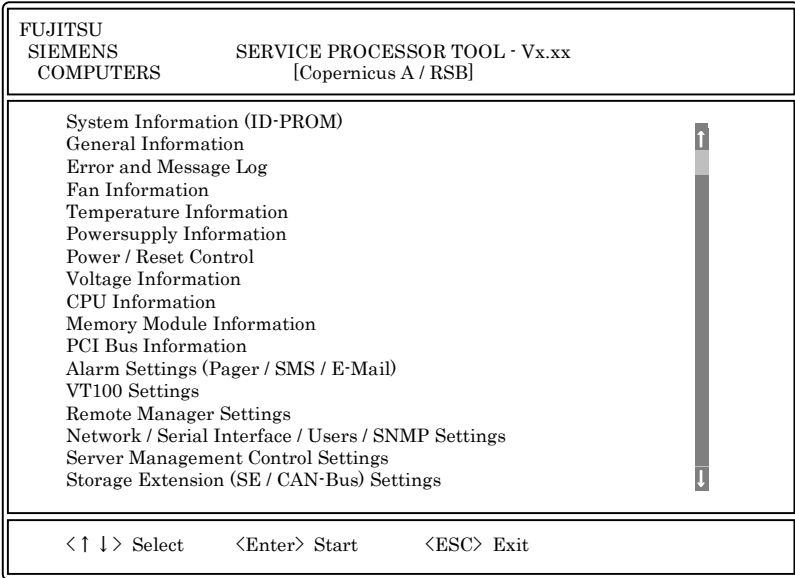 FUJITSU
SIEMENS SERVICE PROCESSOR TOOL - Vx.xx
COMPUTERS [Copernicus A / RSB]
System Information (ID-PROM)
General Information
Error and Message Log
Fan Information
Temperature Information
Powersupply Information
Power / Reset Control
Voltage Information
CPU Information
Memory Module Information
PCI Bus Information
Alarm Settings (Pager / SMS / E-Mail)
VT100 Settings
Remote Manager Settings
Network / Serial Interface / Users / SNMP Settings
Server Management Control Settings
Storage Extension (SE / CAN-Bus) Settings
<↑ ↓> Select <Enter> Start <ESC> Exit